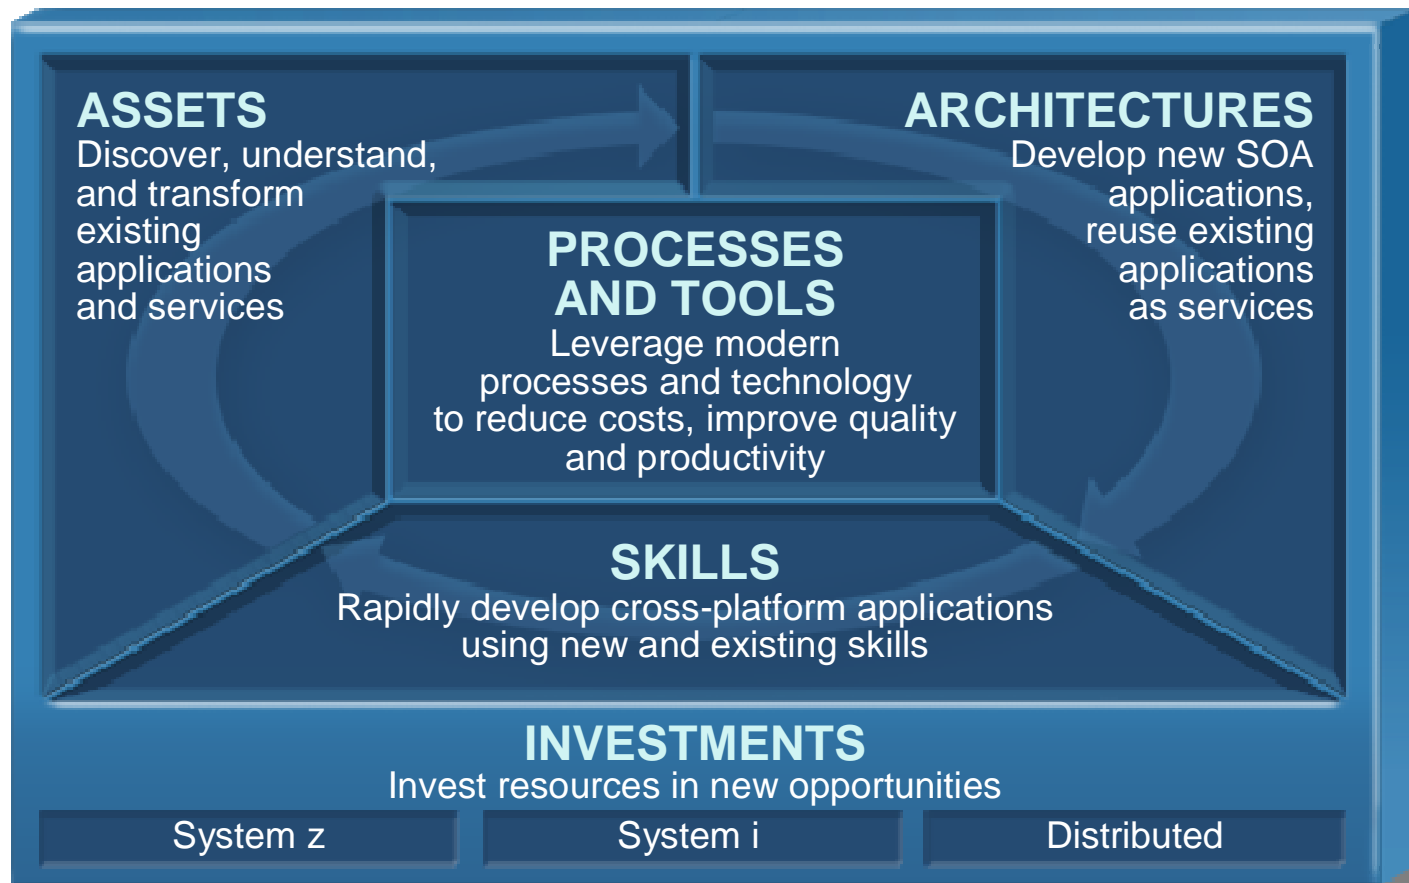 ASSETS
Discover, understand,
and transform
existing
applications
and services
ARCHITECTURES
Develop new SOA
applications,
reuse existing
applications
as services
PROCESSES
AND TOOLS
Leverage modern
processes and technology
to reduce costs, improve quality
and productivity
SKILLS
Rapidly develop cross-platform applications
using new and existing skills
INVESTMENTS
Invest resources in new opportunities
System z
System i
Distributed